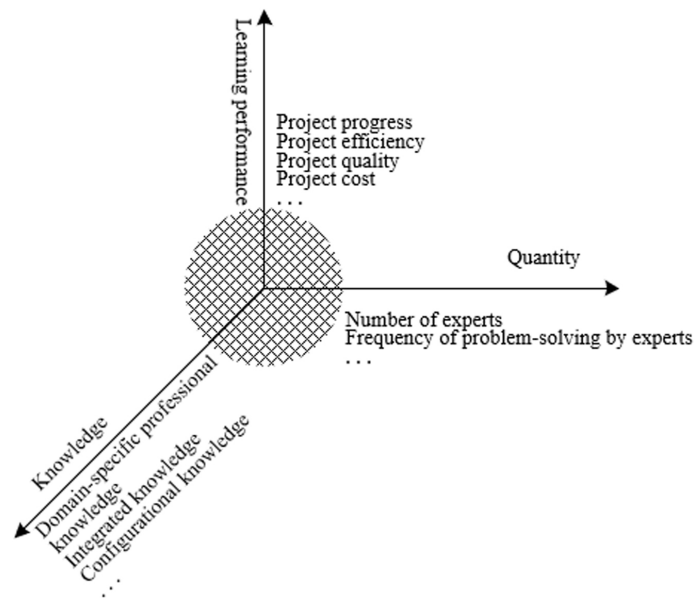 Learning performance
Project progress
Project efficiency
Project quality
Project cost
...
Quantity
Number of experts
Frequency of problem-solving by experts
...
Knowledge
Domain-specific professional
knowledge
Integrated knowledge
Configurational knowledge
...